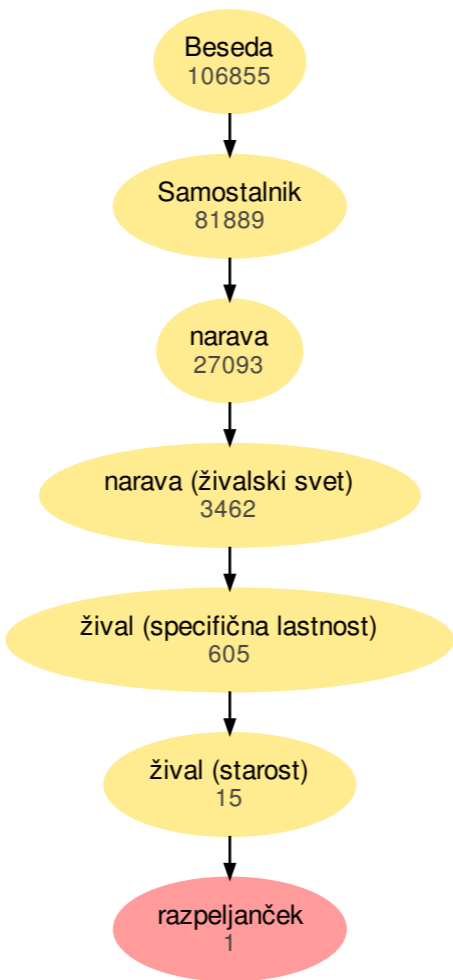 Beseda
106855
Samostalnik
81889
narava
27093
narava (živalski svet)
3462
žival (specifična lastnost)
605
žival (starost)
15
razpeljanček
1